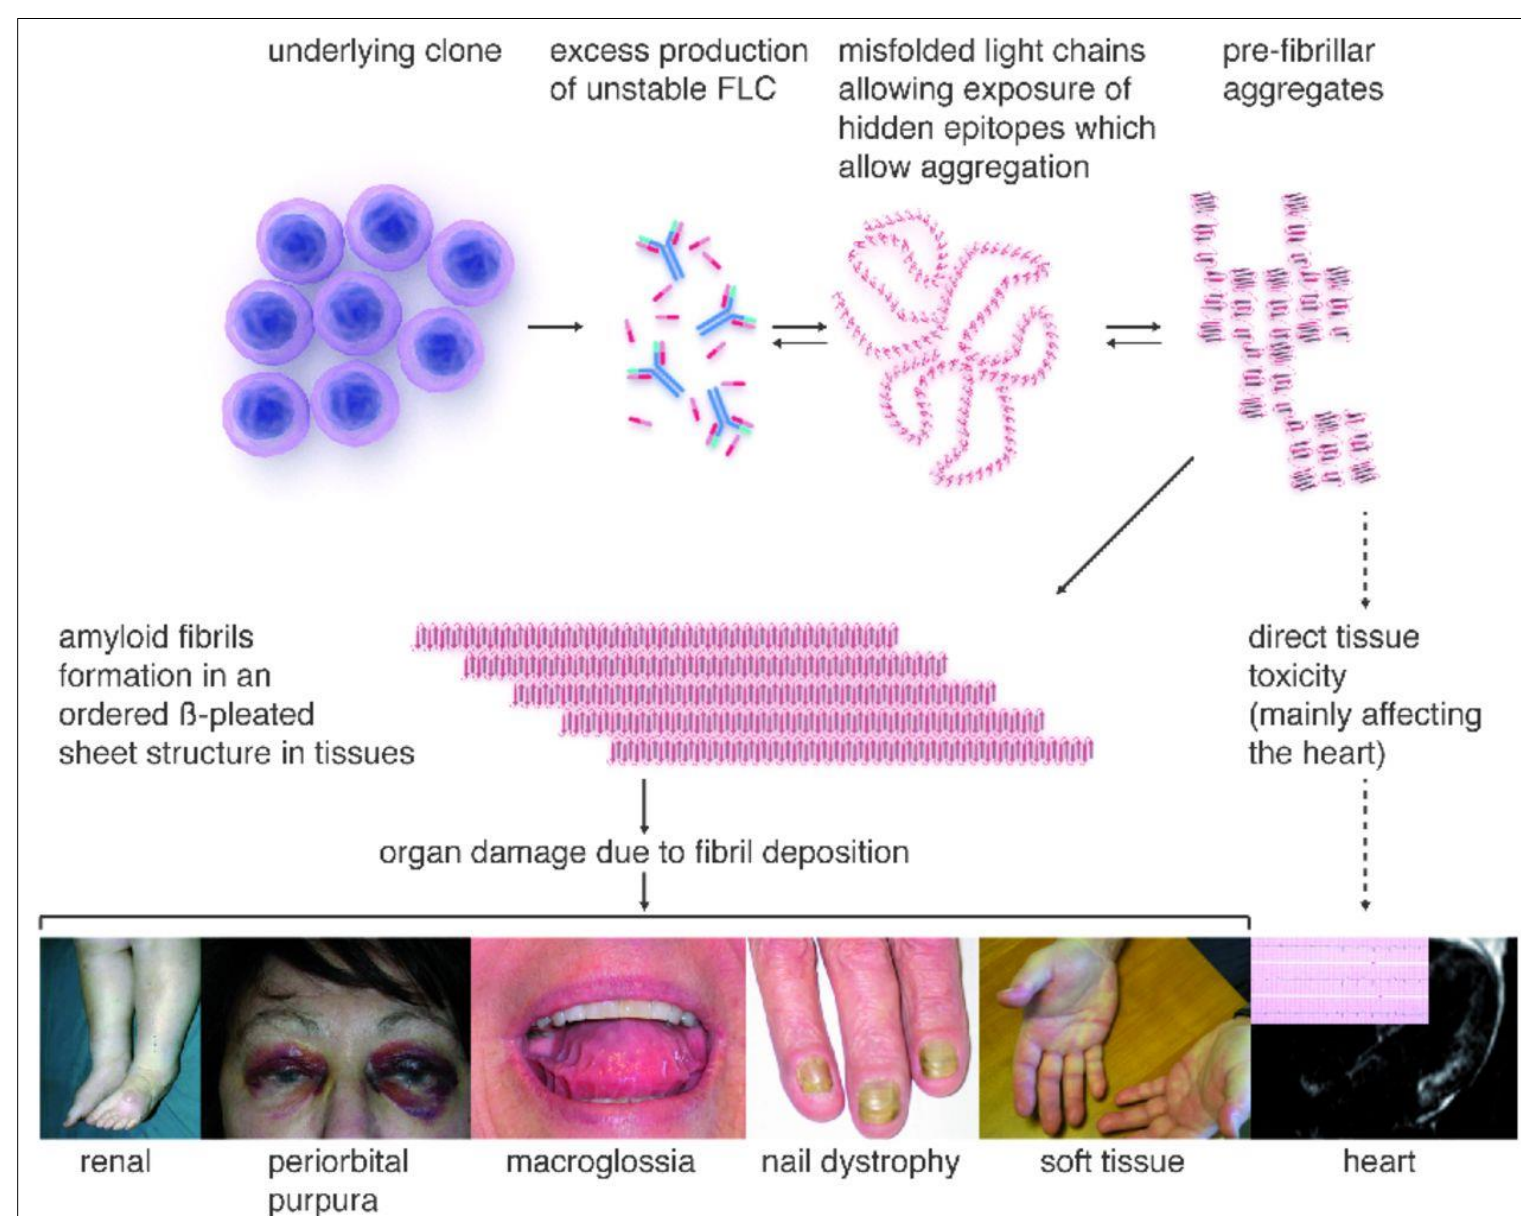 underlying clone
excess production
of unstable FLC
misfolded light chains
allowing exposure of
hidden epitopes which
allow aggregation
pre-fibrillar
aggregates
amyloid fibrils
formation in an
ordered ß-pleated
sheet structure in tissues
direct tissue
toxicity
(mainly affecting
the heart)
organ damage due to fibril deposition
renal
periorbital
purpura
macroglossia
nail dystrophy
soft tissue
heart